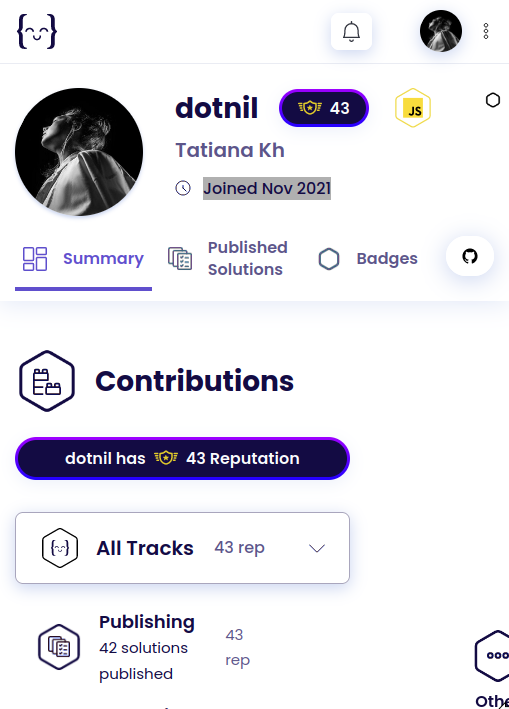 dotnil 43 JS
Tatiana Kh
Joined Nov 2021
Summary
Published
Solutions
Badges
Contributions
dotnil has 43 Reputation
All Tracks 43 rep
Publishing
42 solutions
published
43
rep